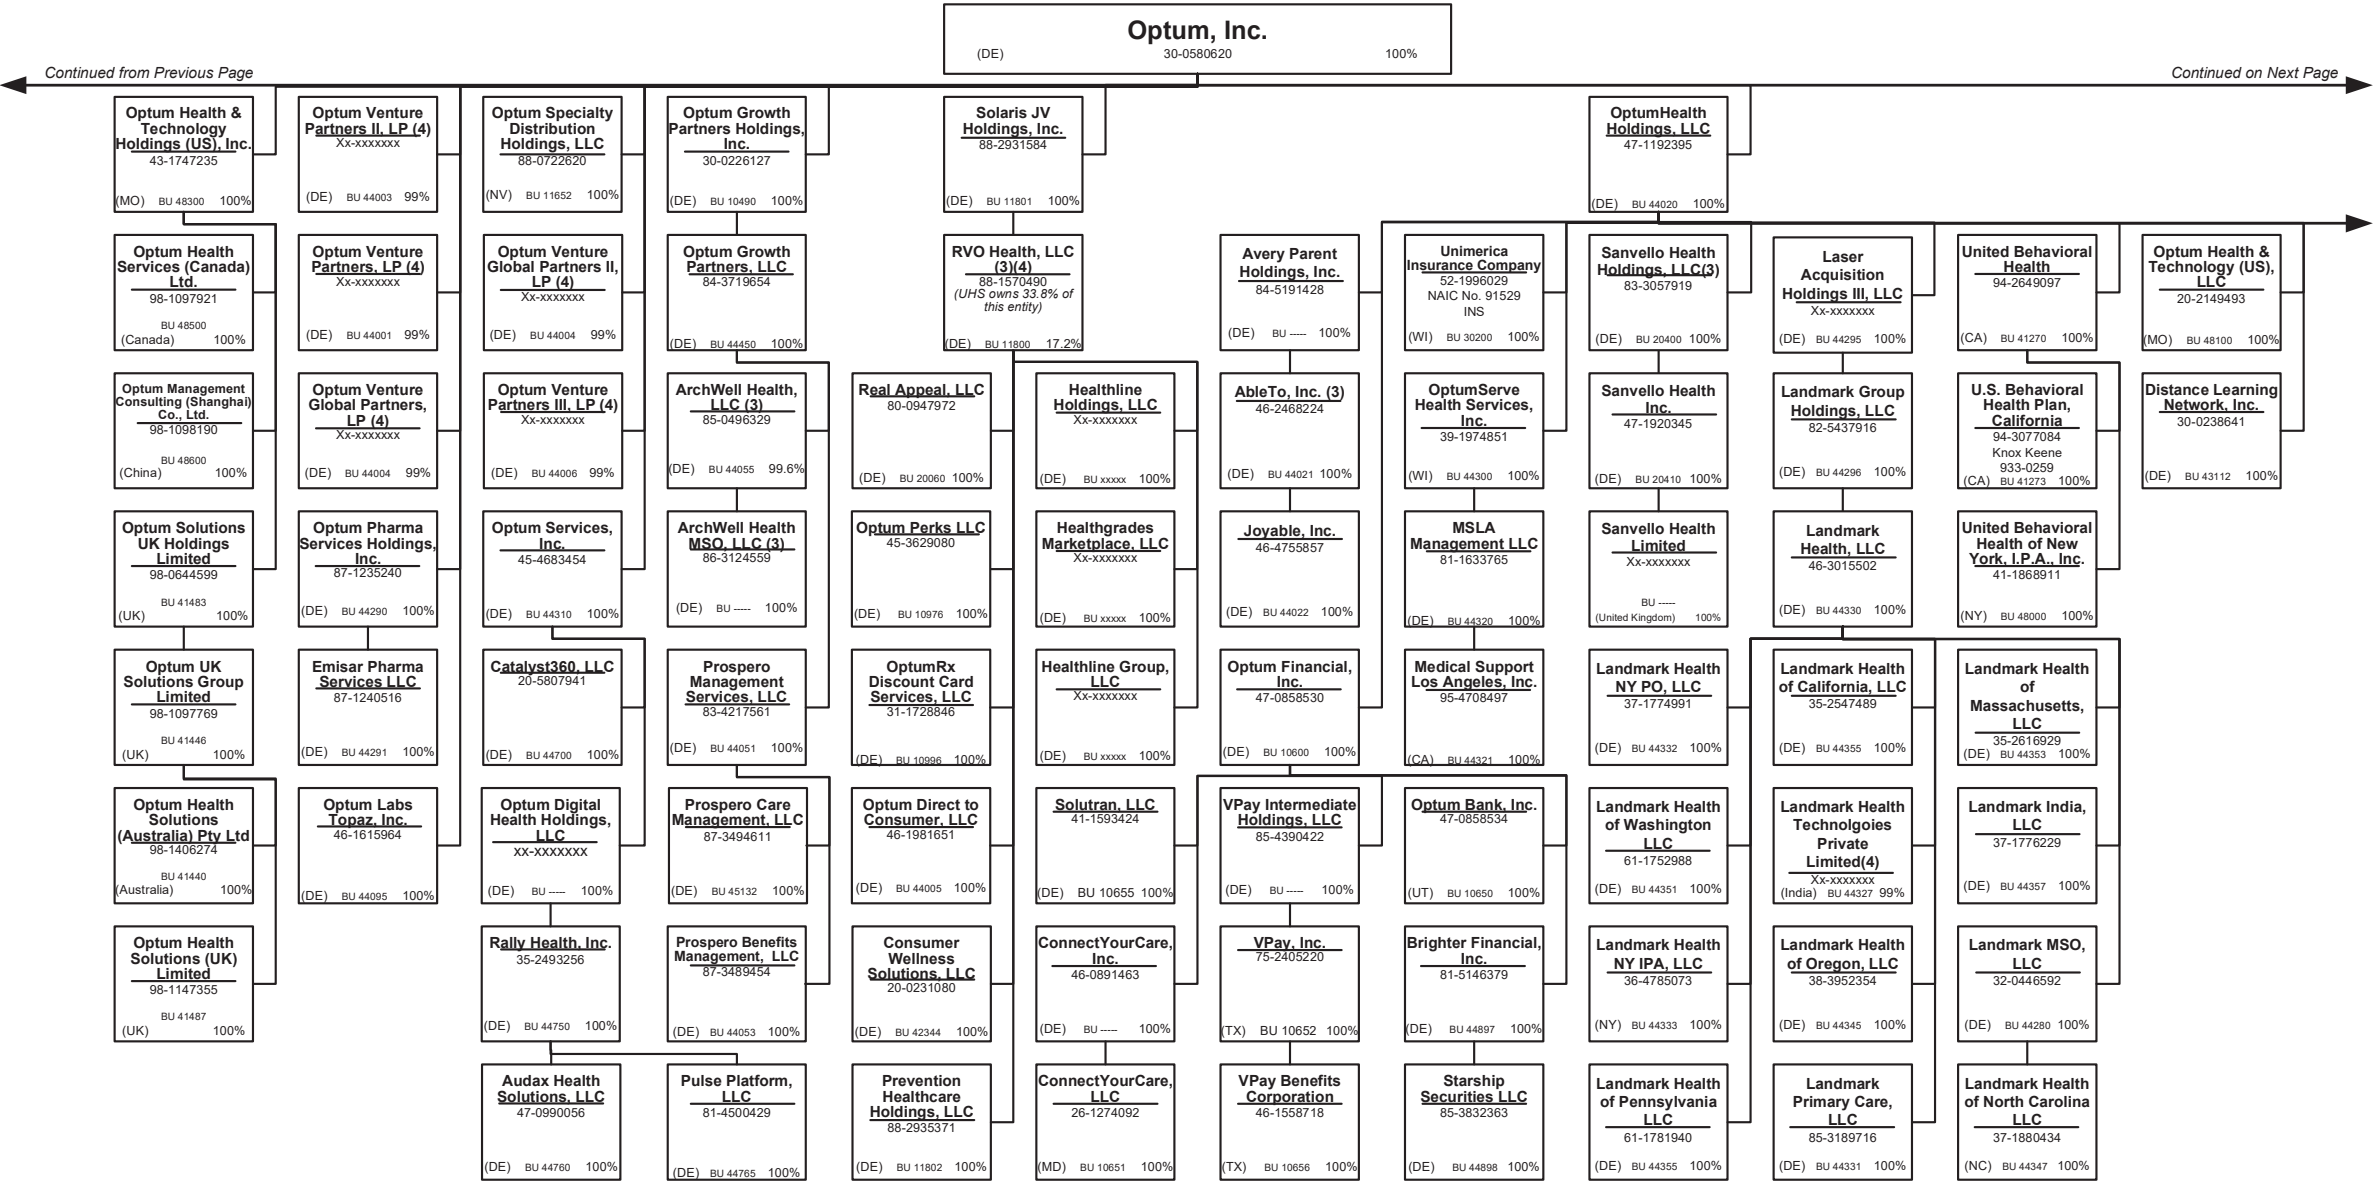 Optum, Inc.
(DE) 30-0580620 100%
Continued from Previous Page
Continued on Next Page
Optum Health &
Technology
Holdings (US), Inc.
43-1747235
(MO) BU 48300 100%
Optum Venture
Partners II, LP (4)
Xx-xxxxxxx
(DE) BU 44003 99%
Optum Specialty
Distribution
Holdings, LLC
88-0722620
(NV) BU 11652 100%
Optum Growth
Partners Holdings,
Inc.
30-0226127
(DE) BU 10490 100%
Solaris JV
Holdings, Inc.
88-2931584
(DE) BU 11801 100%
OptumHealth
Holdings, LLC
47-1192395
(DE) BU 44020 100%
Optum Health
Services (Canada)
Ltd.
98-1097921
BU 48500
(Canada) 100%
Optum Venture
Partners, LP (4)
Xx-xxxxxxx
(DE) BU 44001 99%
Optum Venture
Global Partners II,
LP (4)
Xx-xxxxxxx
(DE) BU 44004 99%
Optum Growth
Partners, LLC
84-3719654
(DE) BU 44450 100%
RVO Health, LLC
(3)(4)
88-1570490
(UHS owns 33.8% of
this entity)
(DE) BU 11800 17.2%
Avery Parent
Holdings, Inc.
84-5191428
(DE) BU ----- 100%
Unimerica
Insurance Company
52-1996029
NAIC No. 91529
INS
(WI) BU 30200 100%
Sanvello Health
Holdings, LLC(3)
83-3057919
(DE) BU 20400 100%
Laser
Acquisition
Holdings III, LLC
Xx-xxxxxxx
(DE) BU 44295 100%
United Behavioral
Health
94-2649097
(CA) BU 41270 100%
Optum Health &
Technology (US),
LLC
20-2149493
(MO) BU 48100 100%
Optum Management
Consulting (Shanghai)
Co., Ltd.
98-1098190
BU 48600
(China) 100%
Optum Venture
Global Partners,
LP (4)
Xx-xxxxxxx
(DE) BU 44004 99%
Optum Venture
Partners III, LP (4)
Xx-xxxxxxx
(DE) BU 44006 99%
ArchWell Health,
LLC (3)
85-0496329
(DE) BU 44055 99.6%
Real Appeal, LLC
80-0947972
(DE) BU 20060 100%
Healthline
Holdings, LLC
Xx-xxxxxxx
(DE) BU xxxxx 100%
AbleTo, Inc. (3)
46-2468224
(DE) BU 44021 100%
OptumServe
Health Services,
Inc.
39-1974851
(WI) BU 44300 100%
Sanvello Health
Inc.
47-1920345
(DE) BU 20410 100%
Landmark Group
Holdings, LLC
82-5437916
(DE) BU 44296 100%
U.S. Behavioral
Health Plan,
California
94-3077084
Knox Keene
933-0259
(CA) BU 41273 100%
Distance Learning
Network, Inc.
30-0238641
(DE) BU 43112 100%
Optum Solutions
UK Holdings
Limited
98-0644599
BU 41483
(UK) 100%
Optum Pharma
Services Holdings,
Inc.
87-1235240
(DE) BU 44290 100%
Optum Services,
Inc.
45-4683454
(DE) BU 44310 100%
ArchWell Health
MSO, LLC (3)
86-3124559
(DE) BU ----- 100%
Optum Perks LLC
45-3629080
(DE) BU 10976 100%
Healthgrades
Marketplace, LLC
Xx-xxxxxxx
(DE) BU xxxxx 100%
Joyable, Inc.
46-4755857
(DE) BU 44022 100%
MSLA
Management LLC
81-1633765
(DE) BU 44320 100%
Sanvello Health
Limited
Xx-xxxxxxx
BU -----
(United Kingdom) 100%
Landmark
Health, LLC
46-3015502
(DE) BU 44330 100%
United Behavioral
Health of New
York, I.P.A., Inc.
41-1868911
(NY) BU 48000 100%
Optum UK
Solutions Group
Limited
98-1097769
BU 41446
(UK) 100%
Emisar Pharma
Services LLC
87-1240516
(DE) BU 44291 100%
Catalyst360, LLC
20-5807941
(DE) BU 44700 100%
Prospero
Management
Services, LLC
83-4217561
(DE) BU 44051 100%
OptumRx
Discount Card
Services, LLC
31-1728846
(DE) BU 10996 100%
Healthline Group,
LLC
Xx-xxxxxxx
(DE) BU xxxxx 100%
Optum Financial,
Inc.
47-0858530
(DE) BU 10600 100%
Medical Support
Los Angeles, Inc.
95-4708497
(CA) BU 44321 100%
Landmark Health
NY PO, LLC
37-1774991
(DE) BU 44332 100%
Landmark Health
of California, LLC
35-2547489
(DE) BU 44355 100%
Landmark Health
of
Massachusetts,
LLC
35-2616929
(DE) BU 44353 100%
Optum Health
Solutions
(Australia) Pty Ltd
98-1406274
BU 41440
(Australia) 100%
Optum Labs
Topaz, Inc.
46-1615964
(DE) BU 44095 100%
Optum Digital
Health Holdings,
LLC
xx-xxxxxxx
(DE) BU ----- 100%
Prospero Care
Management, LLC
87-3494611
(DE) BU 45132 100%
Optum Direct to
Consumer, LLC
46-1981651
(DE) BU 44005 100%
Solutran, LLC
41-1593424
(DE) BU 10655 100%
VPay Intermediate
Holdings, LLC
85-4390422
(DE) BU ----- 100%
Optum Bank, Inc.
47-0858534
(UT) BU 10650 100%
Landmark Health
of Washington
LLC
61-1752988
(DE) BU 44351 100%
Landmark Health
Technolgoies
Private
Limited(4)
Xx-xxxxxxx
(India) BU 44327 99%
Landmark India,
LLC
37-1776229
(DE) BU 44357 100%
Optum Health
Solutions (UK)
Limited
98-1147355
BU 41487
(UK) 100%
Rally Health, Inc.
35-2493256
(DE) BU 44750 100%
Prospero Benefits
Management, LLC
87-3489454
(DE) BU 44053 100%
Consumer
Wellness
Solutions, LLC
20-0231080
(DE) BU 42344 100%
ConnectYourCare,
Inc.
46-0891463
(DE) BU ----- 100%
VPay, Inc.
75-2405220
(TX) BU 10652 100%
Brighter Financial,
Inc.
81-5146379
(DE) BU 44897 100%
Landmark Health
NY IPA, LLC
36-4785073
(NY) BU 44333 100%
Landmark Health
of Oregon, LLC
38-3952354
(DE) BU 44345 100%
Landmark MSO,
LLC
32-0446592
(DE) BU 44280 100%
Audax Health
Solutions, LLC
47-0990056
(DE) BU 44760 100%
Pulse Platform,
LLC
81-4500429
(DE) BU 44765 100%
Prevention
Healthcare
Holdings, LLC
88-2935371
(DE) BU 11802 100%
ConnectYourCare,
LLC
26-1274092
(MD) BU 10651 100%
VPay Benefits
Corporation
46-1558718
(TX) BU 10656 100%
Starship
Securities LLC
85-3832363
(DE) BU 44898 100%
Landmark Health
of Pennsylvania
LLC
61-1781940
(DE) BU 44355 100%
Landmark
Primary Care,
LLC
85-3189716
(DE) BU 44331 100%
Landmark Health
of North Carolina
LLC
37-1880434
(NC) BU 44347 100%